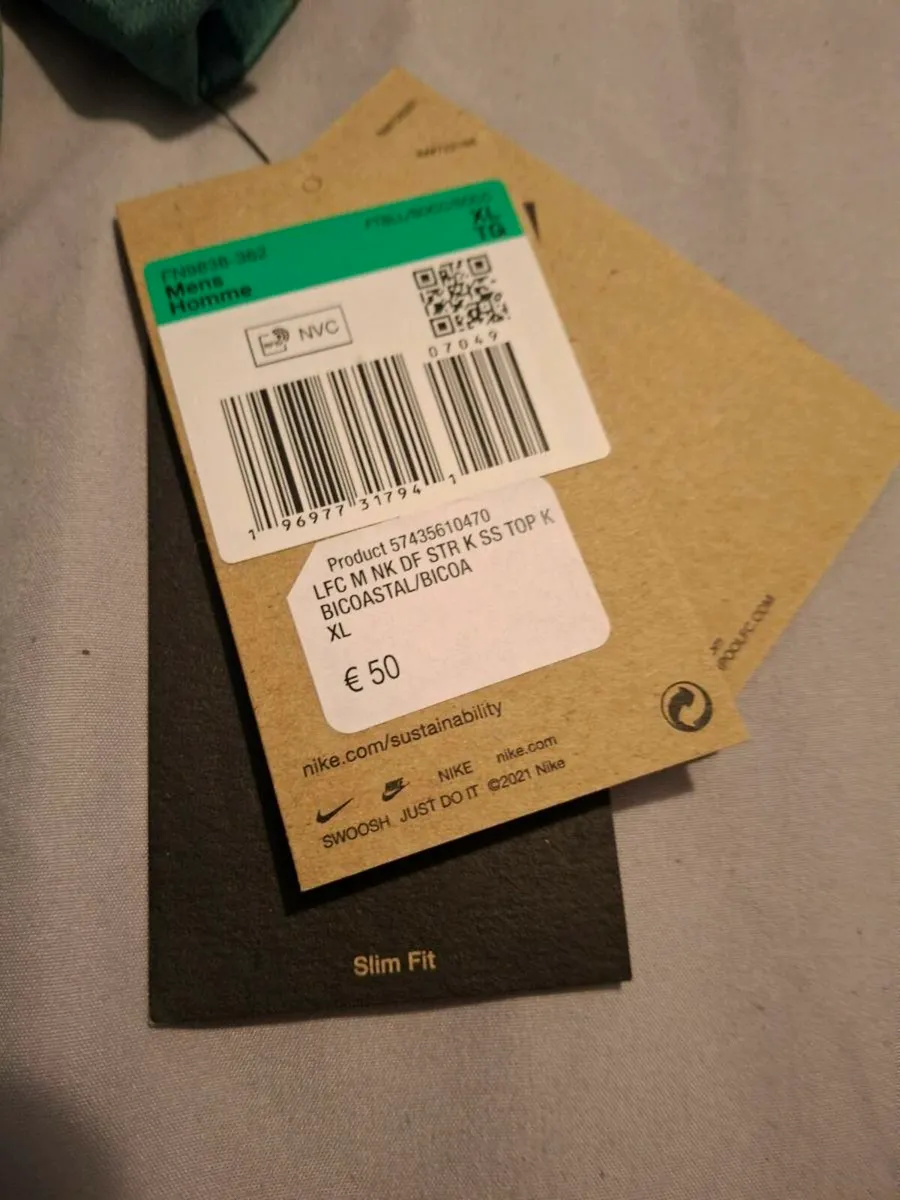 FN9838-362
Mens
Homme
XL
TG
NVC
07049
1 96977 31794 1
Product 57435610470
LFC M NK DF STR K SS TOP K
BICOASTAL/BICOA
XL
€ 50
nike.com/sustainability
NIKE nike.com
SWOOSH JUST DO IT ©2021 Nike
Slim Fit